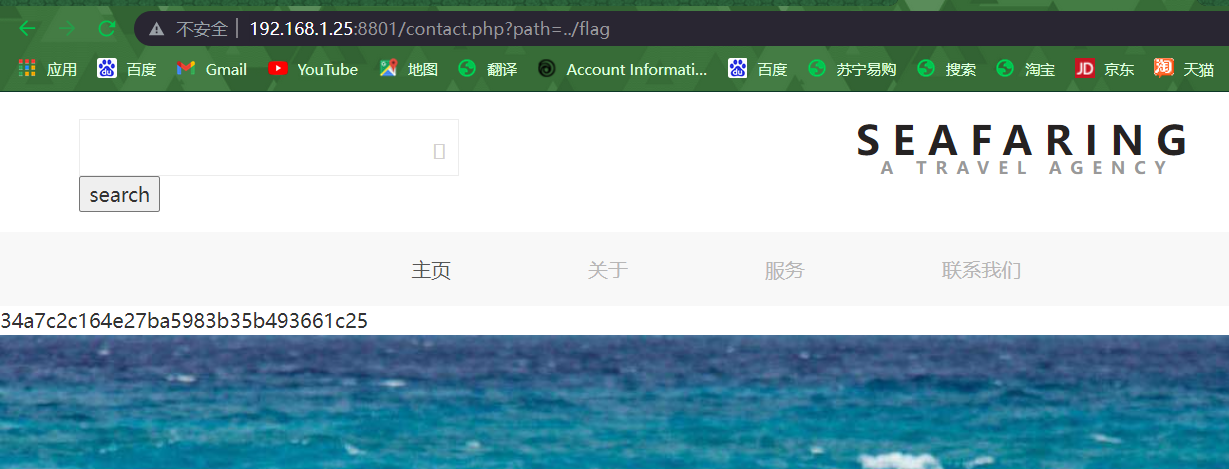 不安全 | 192.168.1.25:8801/contact.php?path=../flag
应用 百度 Gmail YouTube 地图 翻译 Account Informati... 百度 苏宁易购 搜索 淘宝 JD 京东 淘 天猫
SEAFARING
A TRAVEL AGENCY
search
主页 关于 服务 联系我们
34a7c2c164e27ba5983b35b493661c25